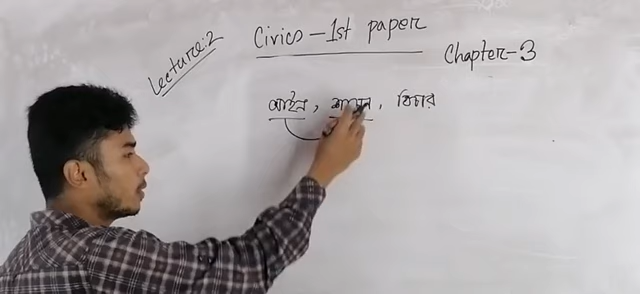 Lecture:2
Civics - 1st paper
Chapter-3
আইন, শাসন, বিচার